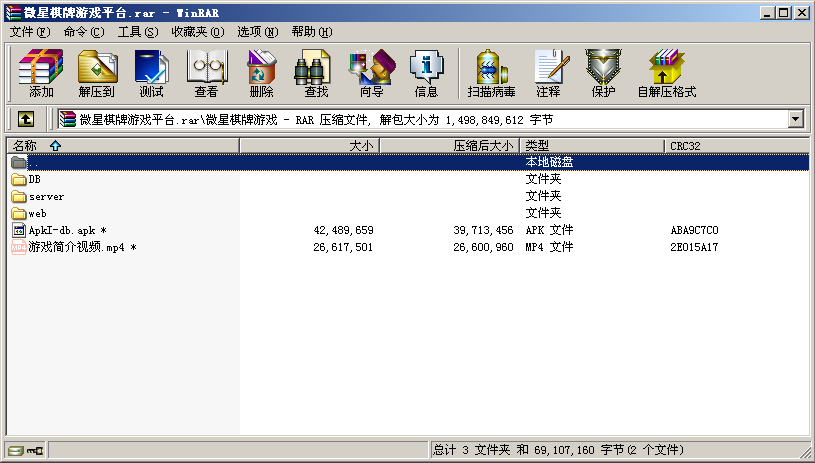 微星棋牌游戏平台.rar - WinRAR
文件(F) 命令(C) 工具(S) 收藏夹(O) 选项(N) 帮助(H)
添加 解压到 测试 查看 删除 查找 向导 信息 扫描病毒 注释 保护 自解压格式
微星棋牌游戏平台.rar\微星棋牌游戏 - RAR 压缩文件, 解包大小为 1,498,849,612 字节
名称 大小 压缩后大小 类型 CRC32
.. 本地磁盘
DB 文件夹
server 文件夹
web 文件夹
ApkI-db.apk * 42,489,659 39,713,456 APK 文件 ABA9C7C0
游戏简介视频.mp4 * 26,617,501 26,600,960 MP4 文件 2E015A17
总计 3 文件夹 和 69,107,160 字节(2 个文件)